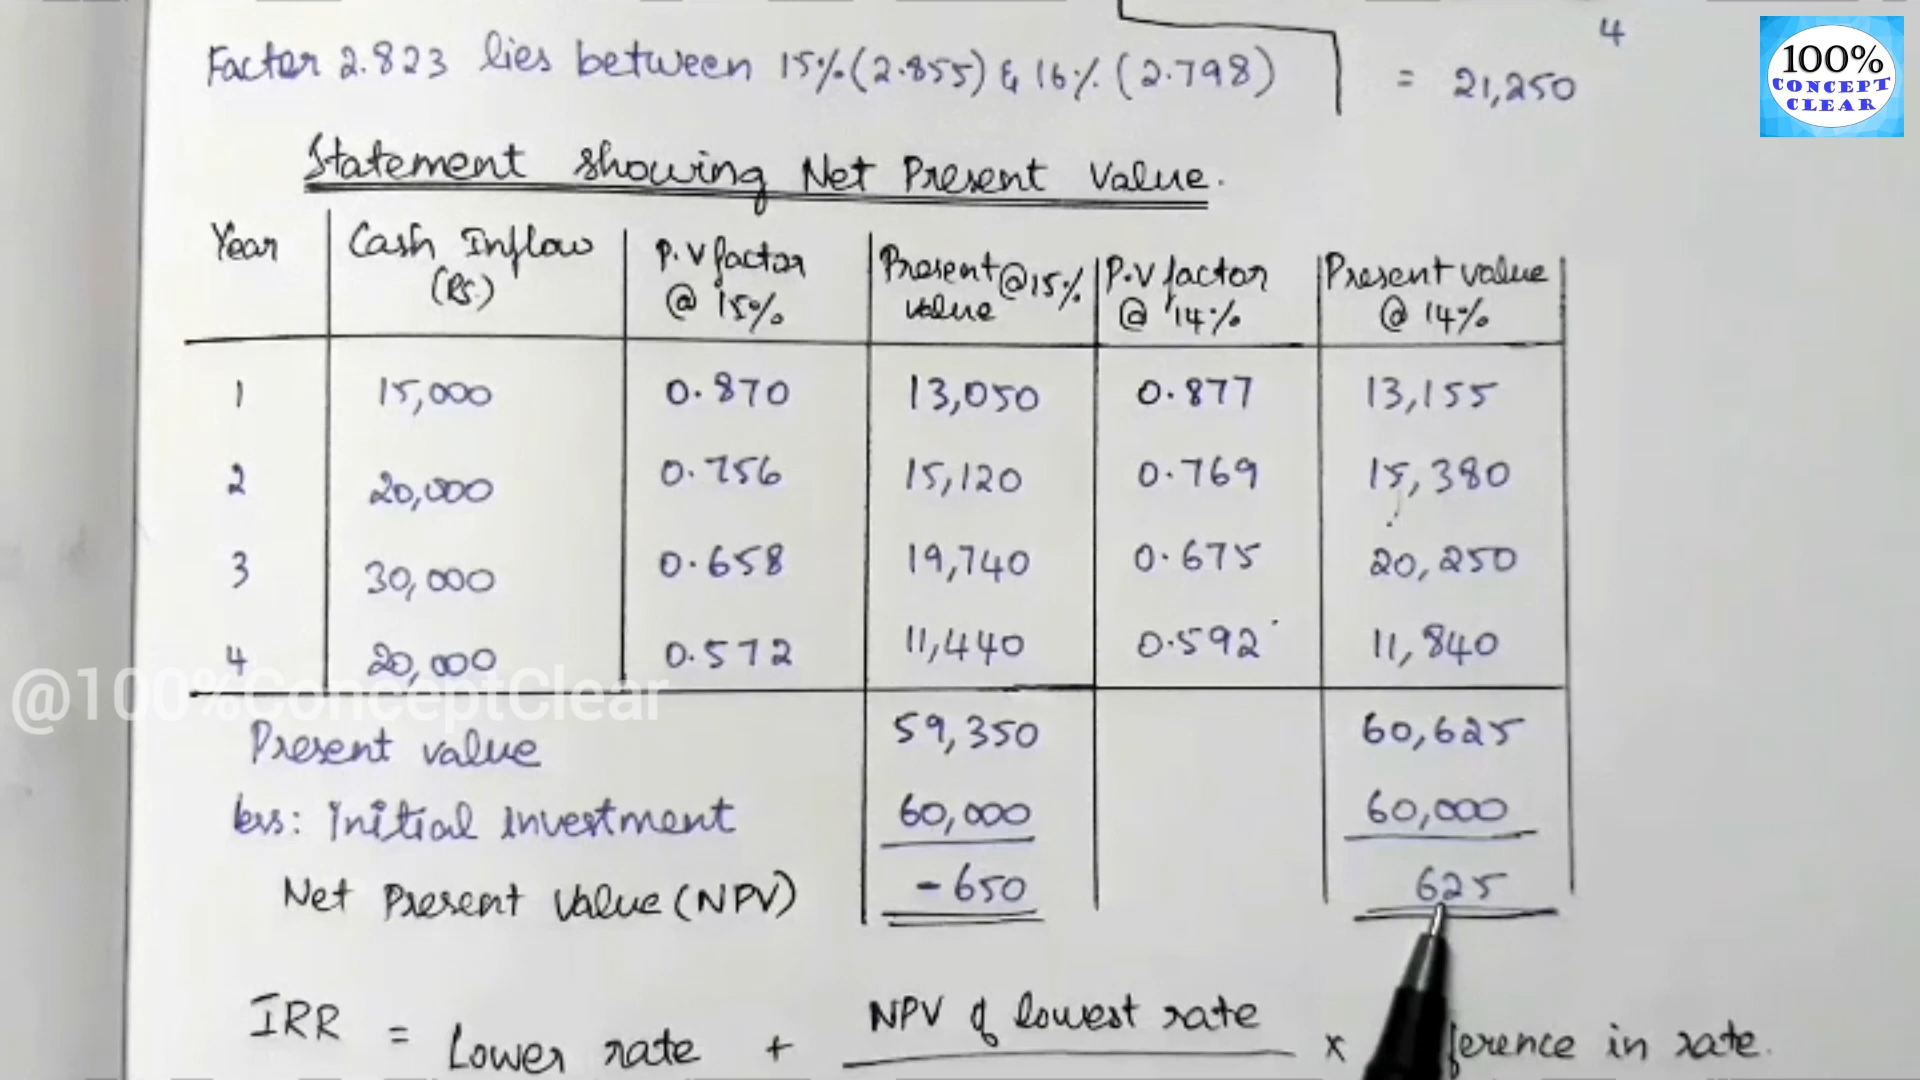 4
100%
CONCEPT
CLEAR
Factor 2.823 lies between 15%(2.855) & 16%(2.798) = 21,250
Statement showing Net Present Value.
Year Cash Inflow (Rs.) P.V factor @ 15% Present value @15% P.V factor @ 14% Present value @ 14%
1 15,000 0.870 13,050 0.877 13,155
2 20,000 0.756 15,120 0.769 15,380
3 30,000 0.658 19,740 0.675 20,250
4 20,000 0.572 11,440 0.592 11,840
@100%ConceptClear
Present value 59,350 60,625
less: Initial investment 60,000 60,000
Net Present Value (NPV) -650 625
IRR = Lower rate + NPV of lowest rate x ference in rate.